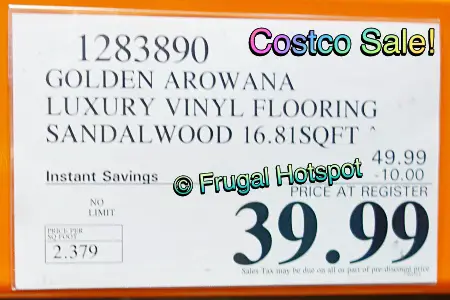 1283890
Costco Sale!
GOLDEN AROWANA
LUXURY VINYL FLOORING
SANDALWOOD 16.81SQFT ^
49.99
Instant Savings -10.00
© Frugal Hotspot
PRICE AT REGISTER
NO
LIMIT
39.99
PRICE PER
SQ FOOT
2.379
Sales Tax may be due on all or part of pre-discount price